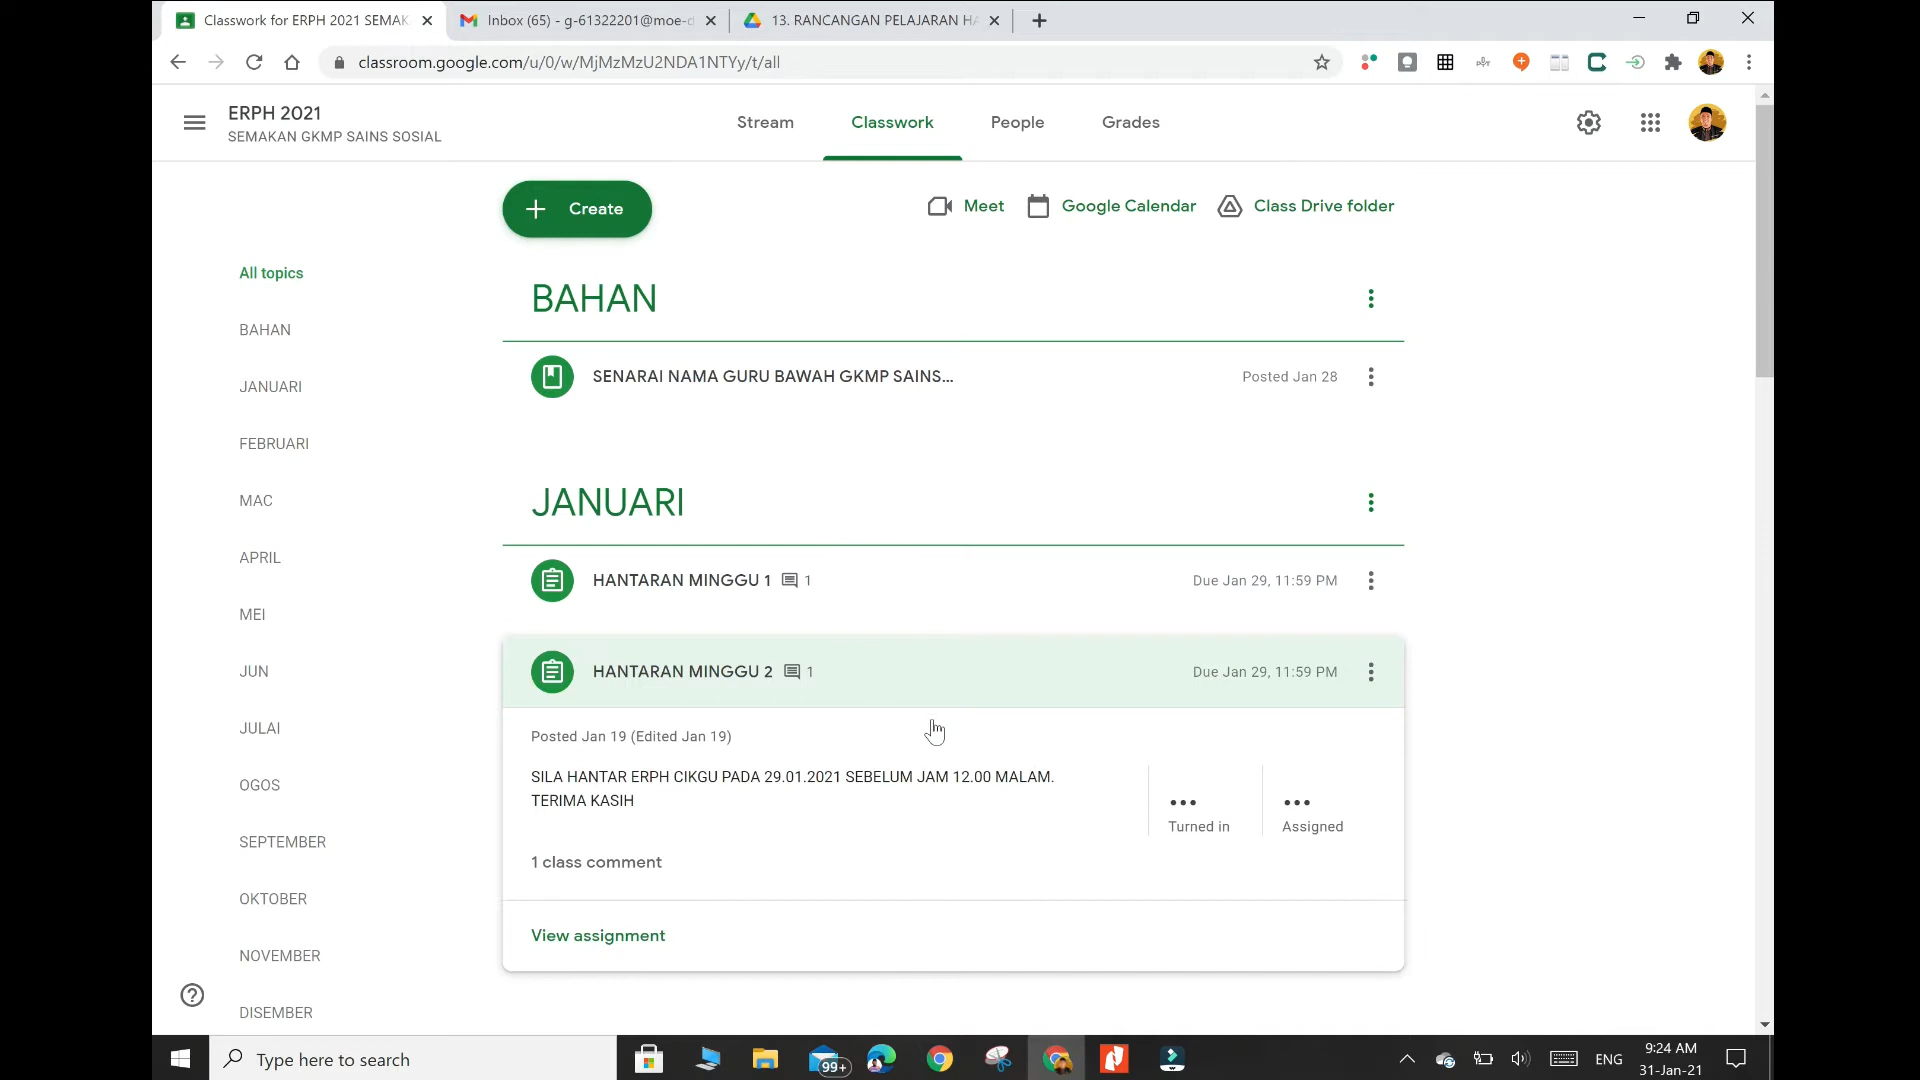 Classwork for ERPH 2021 SEMAK
Inbox (65) - g-61322201@moe-d
13. RANCANGAN PELAJARAN HA
classroom.google.com/u/0/w/MjMzMzU2NDA1NTYy/t/all
ERPH 2021
SEMAKAN GKMP SAINS SOSIAL
Stream
Classwork
People
Grades
Create
Meet
Google Calendar
Class Drive folder
All topics
BAHAN
JANUARI
FEBRUARI
MAC
APRIL
MEI
JUN
JULAI
OGOS
SEPTEMBER
OKTOBER
NOVEMBER
DISEMBER
BAHAN
SENARAI NAMA GURU BAWAH GKMP SAINS...
Posted Jan 28
JANUARI
HANTARAN MINGGU 1
1
Due Jan 29, 11:59 PM
HANTARAN MINGGU 2
1
Due Jan 29, 11:59 PM
Posted Jan 19 (Edited Jan 19)
SILA HANTAR ERPH CIKGU PADA 29.01.2021 SEBELUM JAM 12.00 MALAM.
TERIMA KASIH
Turned in
Assigned
1 class comment
View assignment
Type here to search
99+
ENG
9:24 AM
31-Jan-21